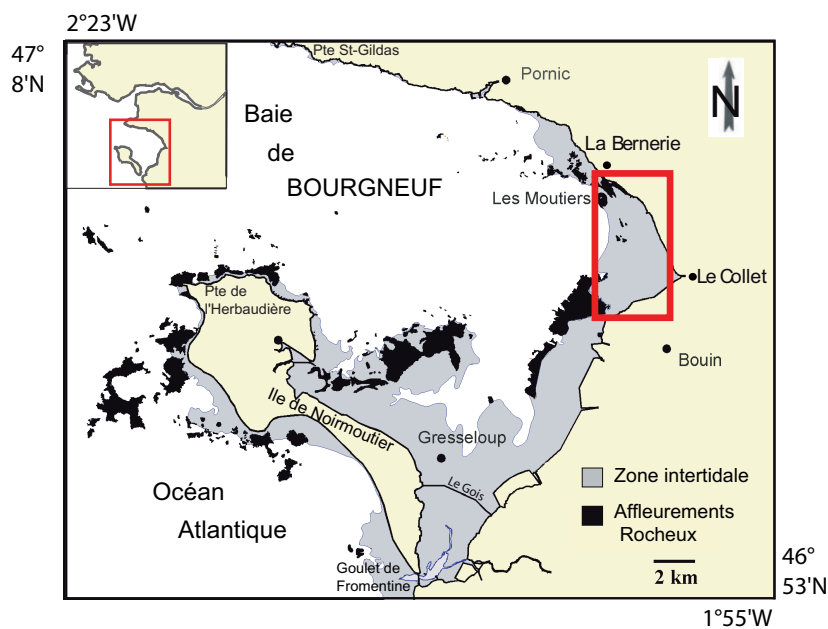 2°23'W
47°
8'N
Pte St-Gildas
Pornic
N
Baie
de
BOURGNEUF
La Bernerie
Les Moutiers
Le Collet
Pte de
l'Herbaudière
Bouin
Ile de Noirmoutier
Gresseloup
Le Gois
Zone intertidale
Océan
Atlantique
Affleurements
Rocheux
Goulet de
Fromentine
2 km
46°
53'N
1°55'W